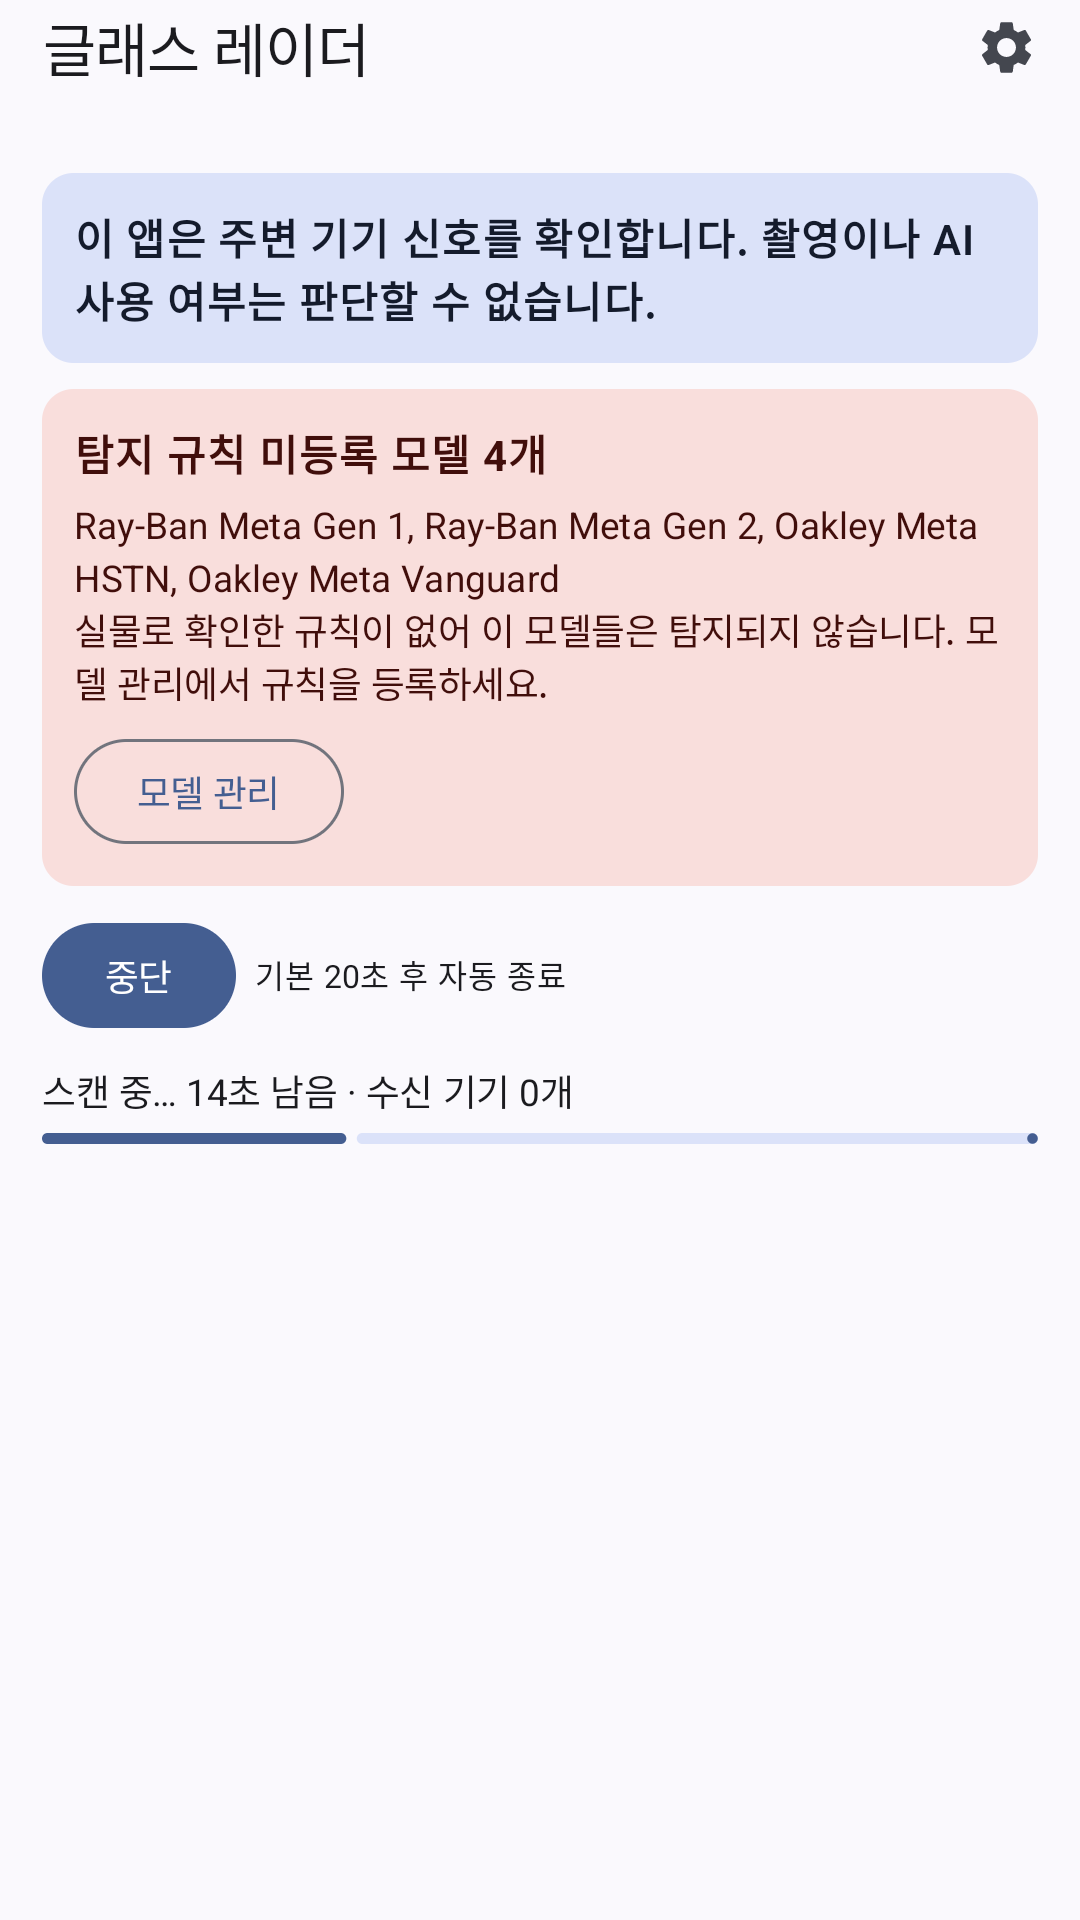 글래스 레이더
이 앱은 주변 기기 신호를 확인합니다. 촬영이나 AI
사용 여부는 판단할 수 없습니다.
탐지 규칙 미등록 모델 4개
Ray-Ban Meta Gen 1, Ray-Ban Meta Gen 2, Oakley Meta
HSTN, Oakley Meta Vanguard
실물로 확인한 규칙이 없어 이 모델들은 탐지되지 않습니다. 모
델 관리에서 규칙을 등록하세요.
모델 관리
중단
기본 20초 후 자동 종료
스캔 중… 14초 남음 · 수신 기기 0개